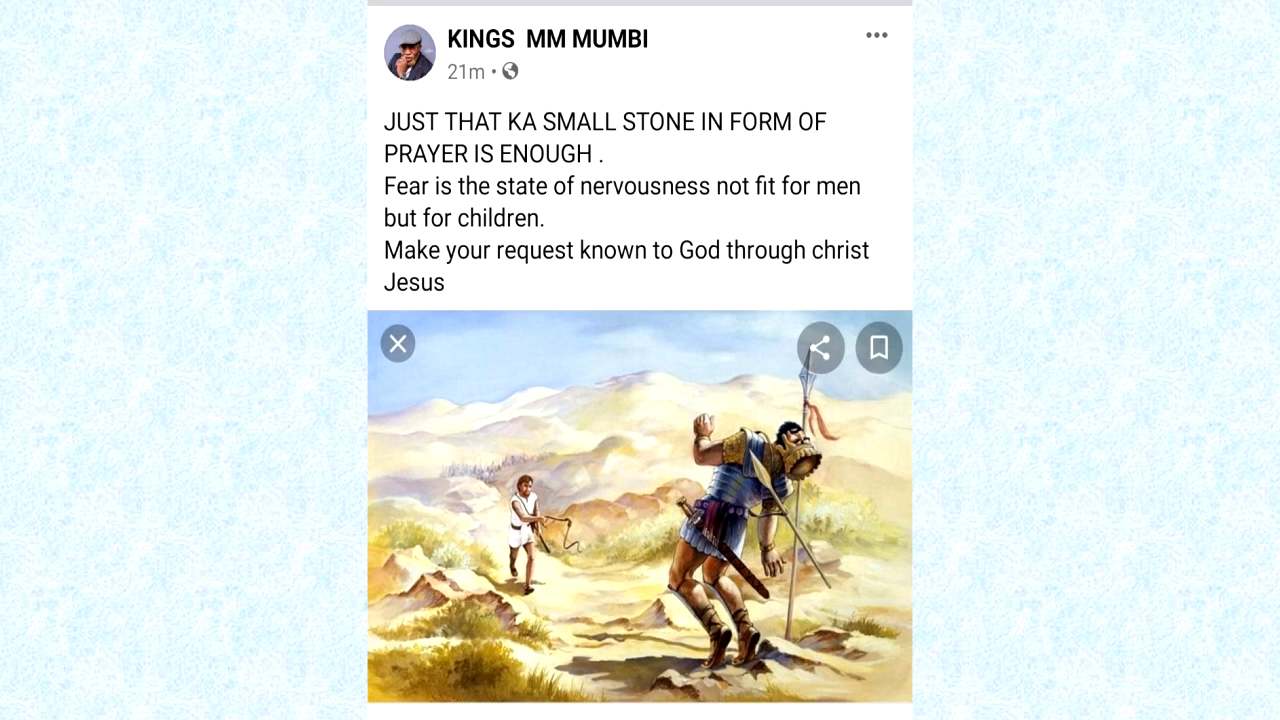 KINGS MM MUMBI
21m •
JUST THAT KA SMALL STONE IN FORM OF
PRAYER IS ENOUGH .
Fear is the state of nervousness not fit for men
but for children.
Make your request known to God through christ
Jesus